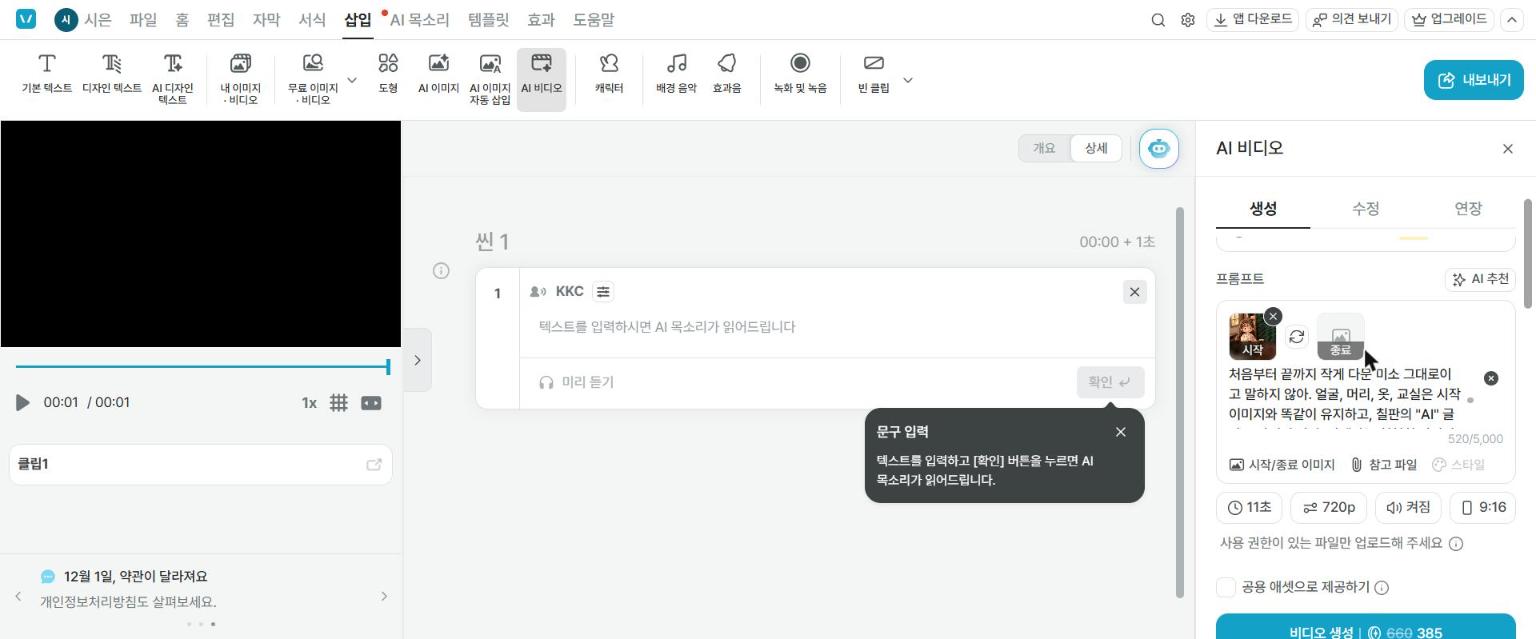 시 시은 파일 홈 편집 자막 서식 삽입 AI 목소리 템플릿 효과 도움말 앱 다운로드 의견 보내기 업그레이드
기본 텍스트 디자인 텍스트 AI 디자인 텍스트 내 이미지 · 비디오 무료 이미지 · 비디오 도형 AI 이미지 AI 이미지 자동 삽입 AI 비디오 캐릭터 배경 음악 효과음 녹화 및 녹음 빈 클립 내보내기
개요 상세
AI 비디오
생성 수정 연장
씬 1 00:00 + 1초
1 KKC
텍스트를 입력하시면 AI 목소리가 읽어드립니다
미리 듣기 확인
문구 입력
텍스트를 입력하고 [확인] 버튼을 누르면 AI
목소리가 읽어드립니다.
00:01 / 00:01 1x
클립1
12월 1일, 약관이 달라져요
개인정보처리방침도 살펴보세요.
프롬프트 AI 추천
시작 종료
처음부터 끝까지 작게 다문 미소 그대로이
고 말하지 않아. 얼굴, 머리, 옷, 교실은 시작
이미지와 똑같이 유지하고, 칠판의 "AI" 글
520/5,000
시작/종료 이미지 참고 파일 스타일
11초 720p 켜짐 9:16
사용 권한이 있는 파일만 업로드해 주세요
공용 애셋으로 제공하기
비디오 생성 | 660 385